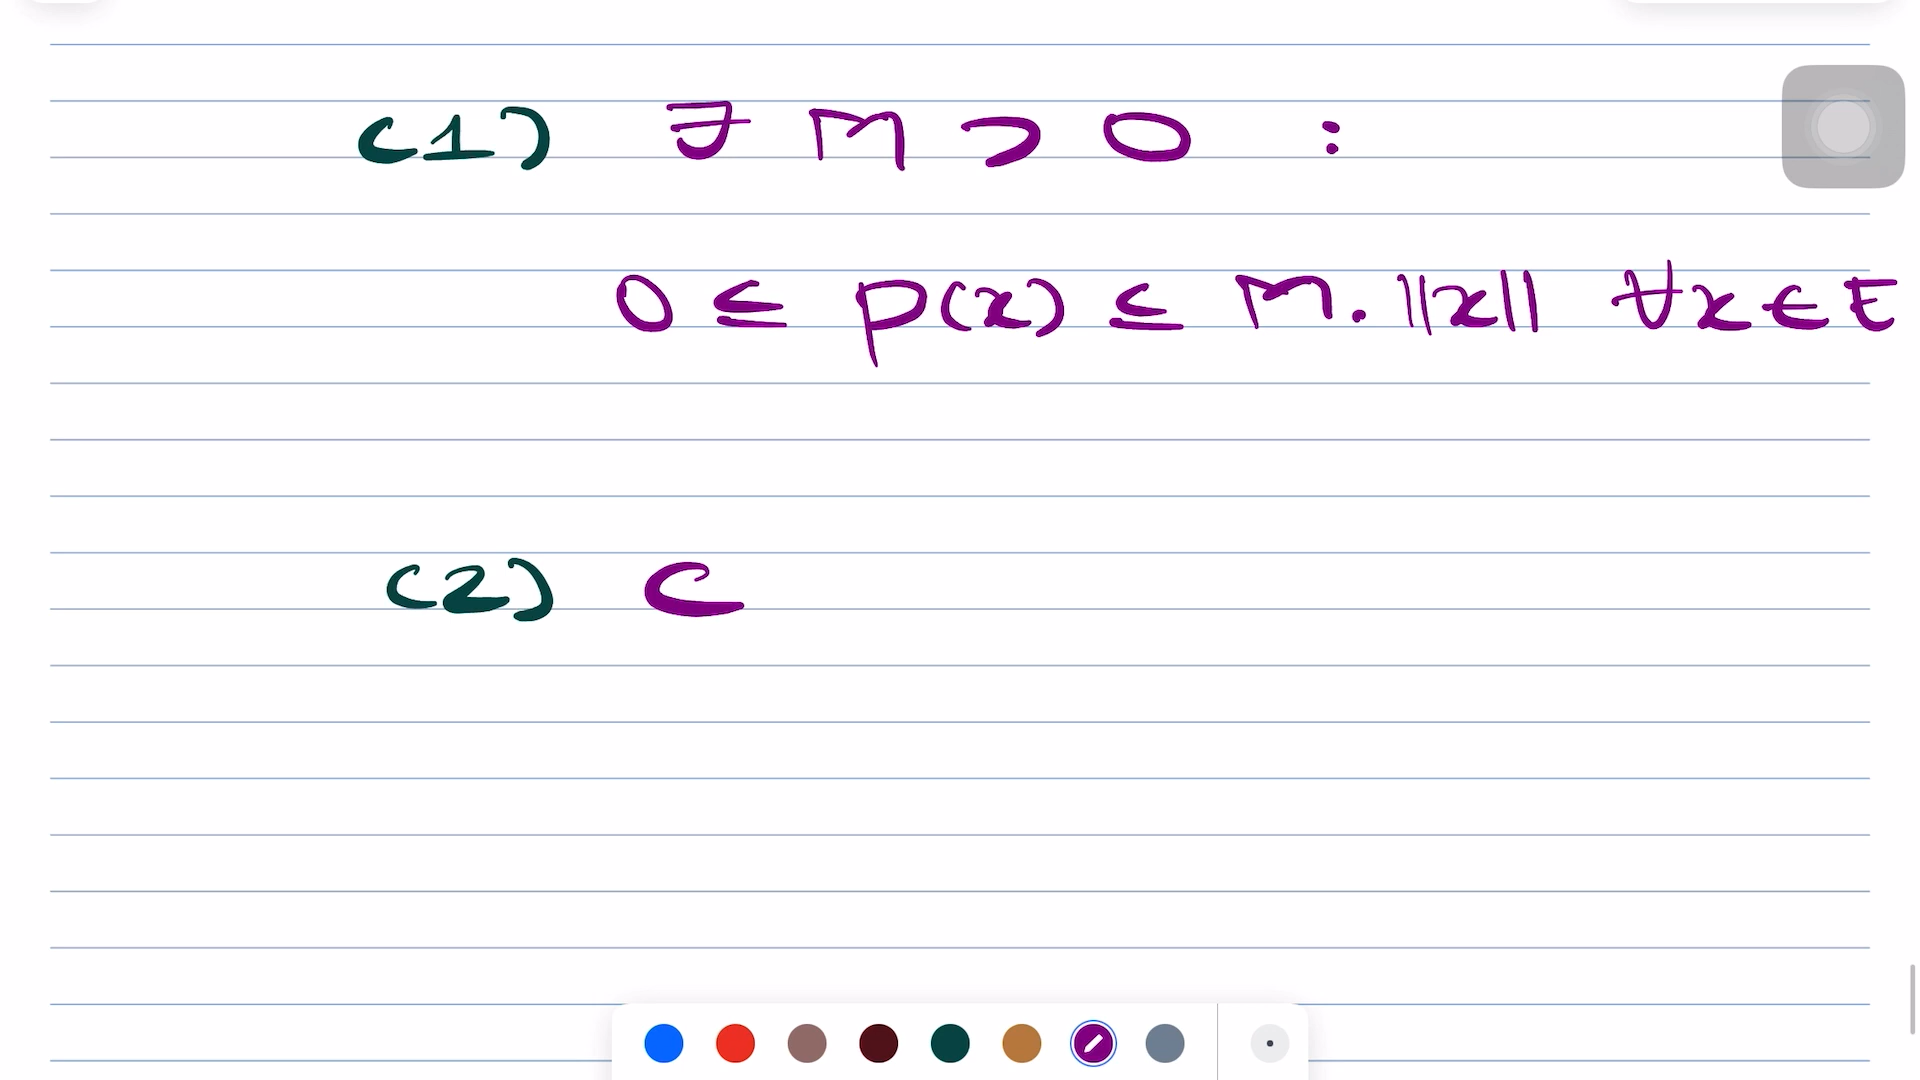 (1) ∃ M > 0 :
0 ≤ p(x) ≤ M. ||x|| ∀x ∈ E
(2) C